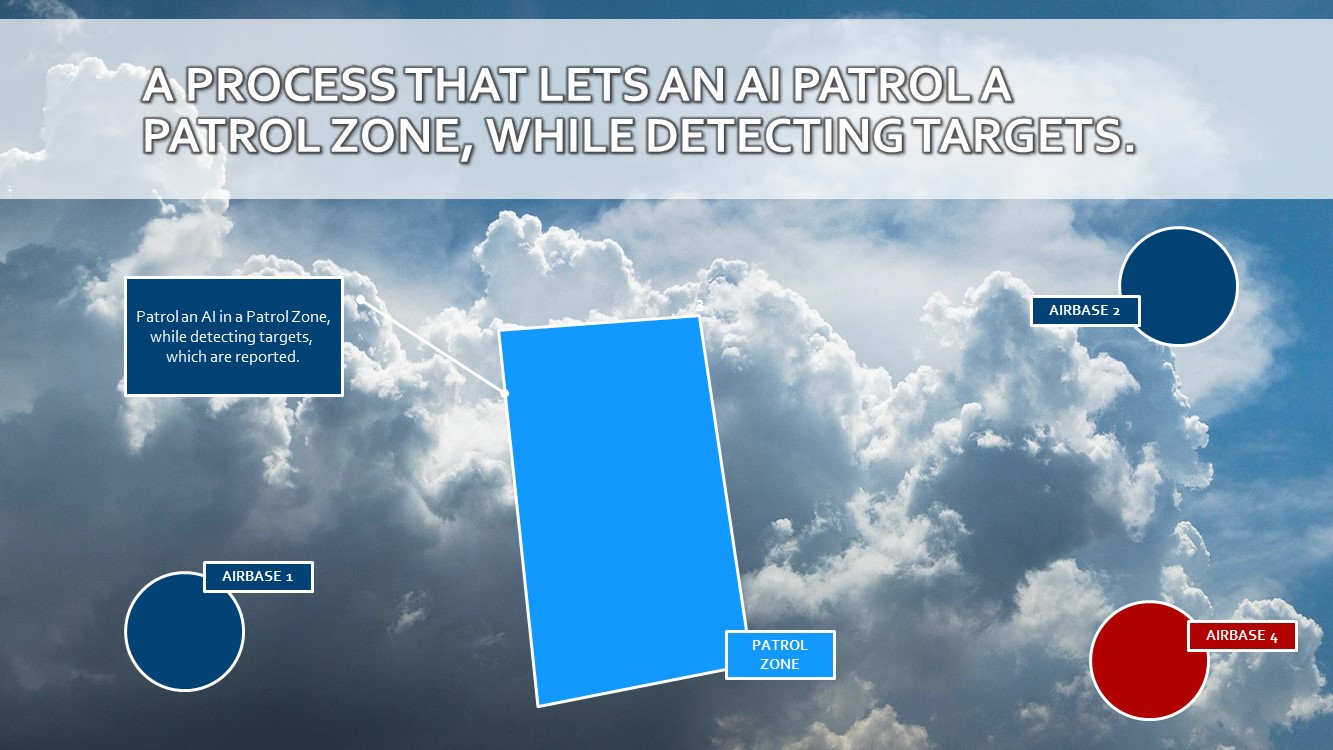 A PROCESS THAT LETS AN AI PATROL A
PATROL ZONE, WHILE DETECTING TARGETS.
Patrol an AI in a Patrol Zone,
while detecting targets,
which are reported.
AIRBASE 2
AIRBASE 1
PATROL
ZONE
AIRBASE 4